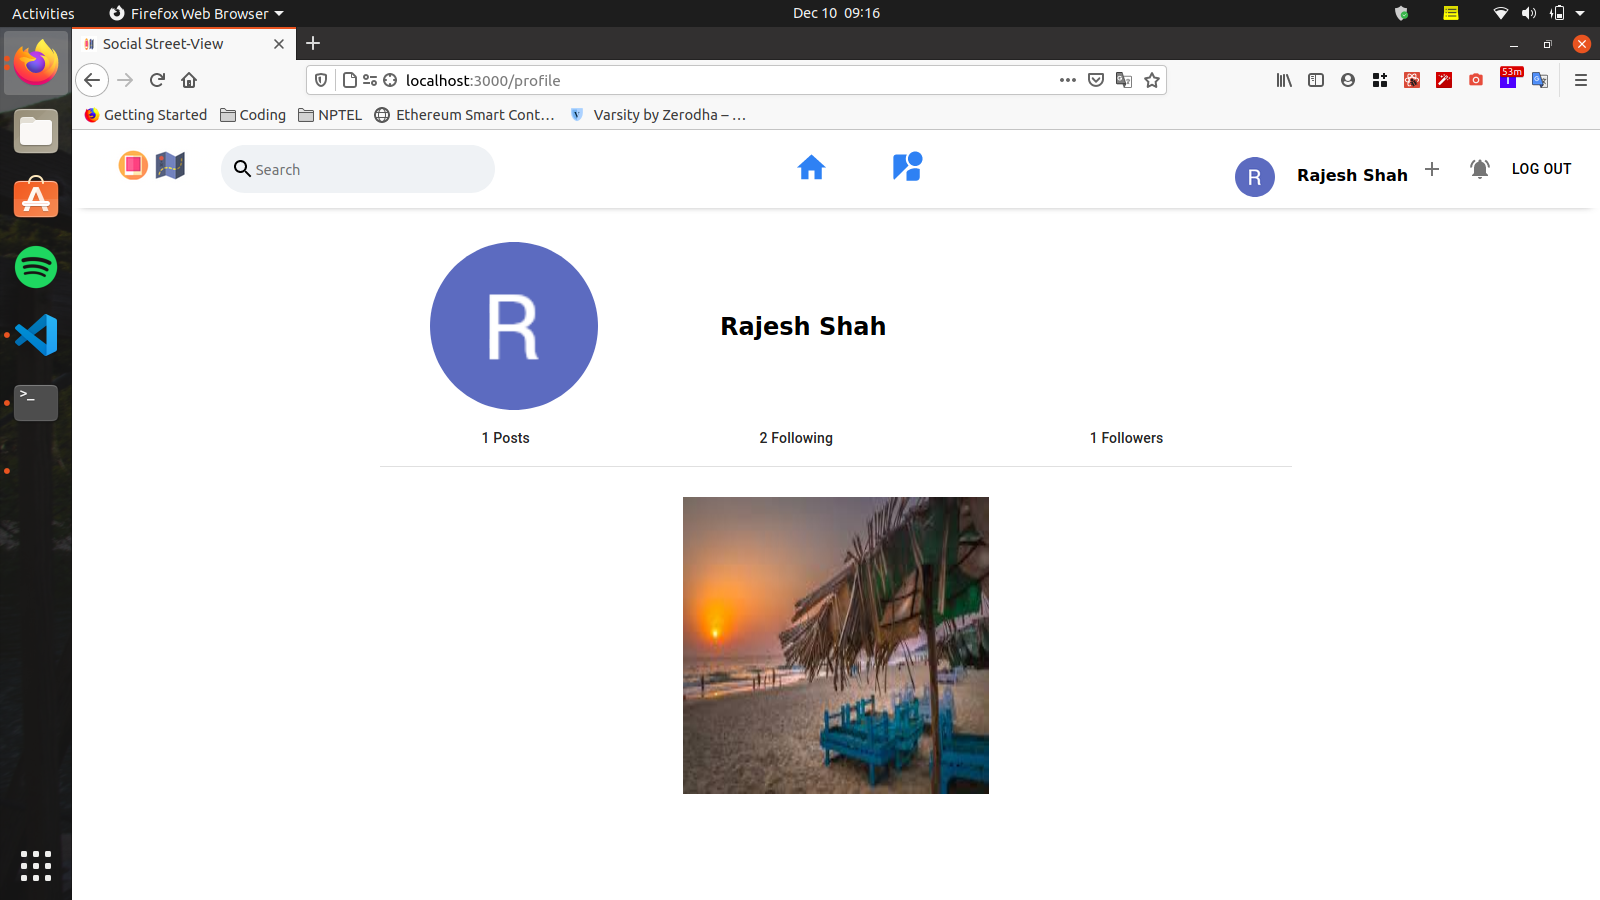 Activities
Firefox Web Browser
Dec 10 09:16
Social Street-View
localhost:3000/profile
53m
Getting Started
Coding
NPTEL
Ethereum Smart Cont…
Varsity by Zerodha – …
Search
R
Rajesh Shah
LOG OUT
R
Rajesh Shah
1 Posts
2 Following
1 Followers